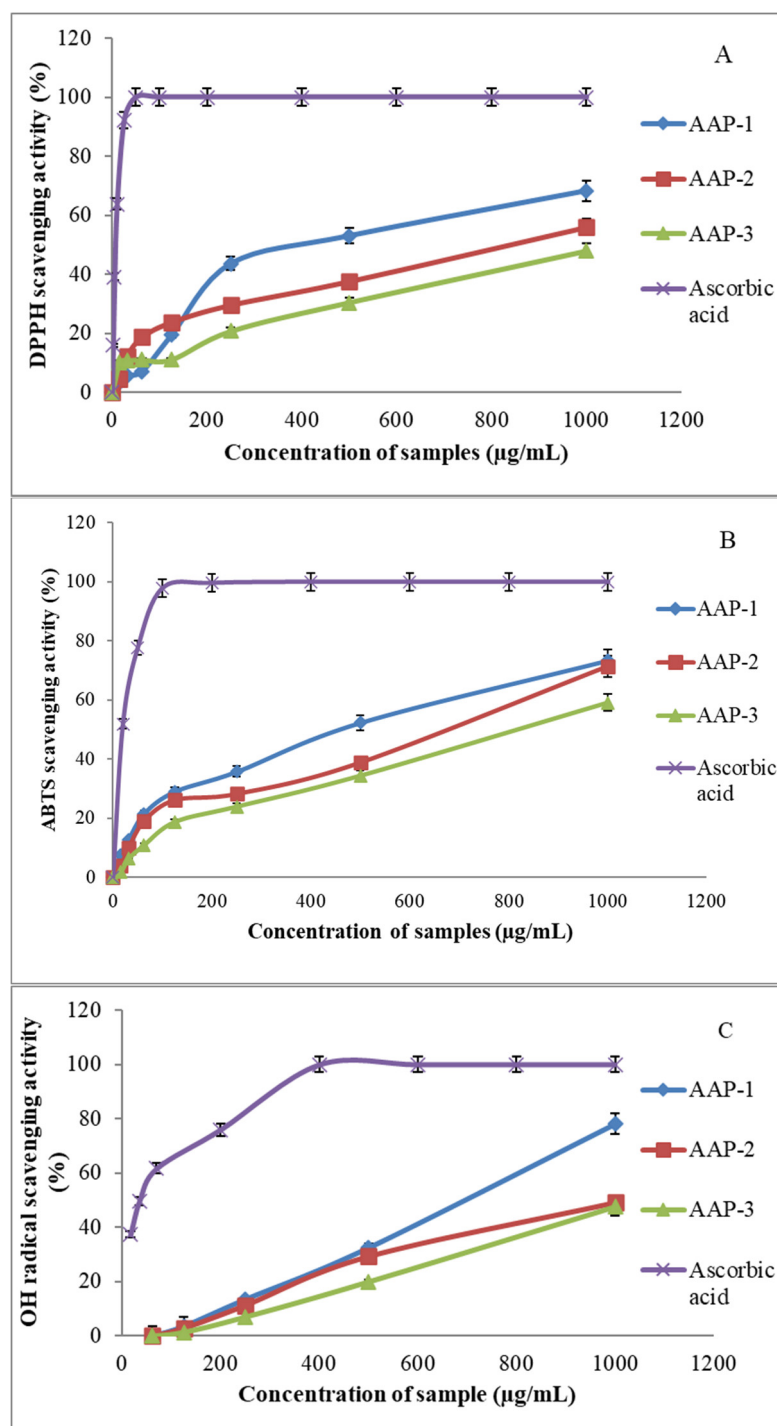 A
120
100
80
60
40
20
0
DPPH scavenging activity (%)
0 200 400 600 800 1000 1200
Concentration of samples (µg/mL)
AAP-1
AAP-2
AAP-3
Ascorbic
acid
B
120
100
80
60
40
20
0
ABTS scavenging activity (%)
0 200 400 600 800 1000 1200
Concentration of samples (µg/mL)
AAP-1
AAP-2
AAP-3
Ascorbic
acid
C
120
100
80
60
40
20
0
OH radical scavenging activity
(%)
0 200 400 600 800 1000 1200
Concentration of sample (µg/mL)
AAP-1
AAP-2
AAP-3
Ascorbic
acid